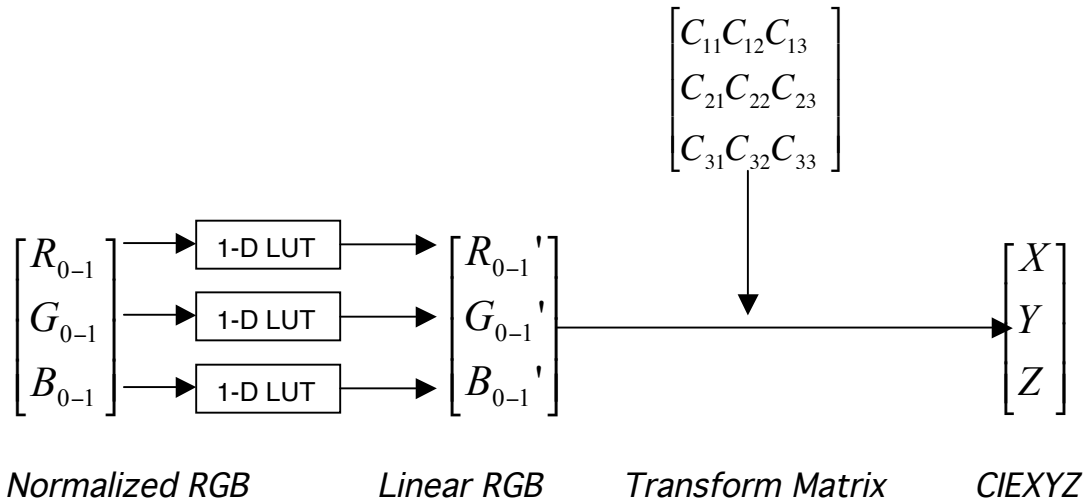 C₁₁C₁₂C₁₃
C₂₁C₂₂C₂₃
C₃₁C₃₂C₃₃
R₀₋₁ 1-D LUT R₀₋₁' X
G₀₋₁ 1-D LUT G₀₋₁' Y
B₀₋₁ 1-D LUT B₀₋₁' Z
Normalized RGB Linear RGB Transform Matrix CIEXYZ